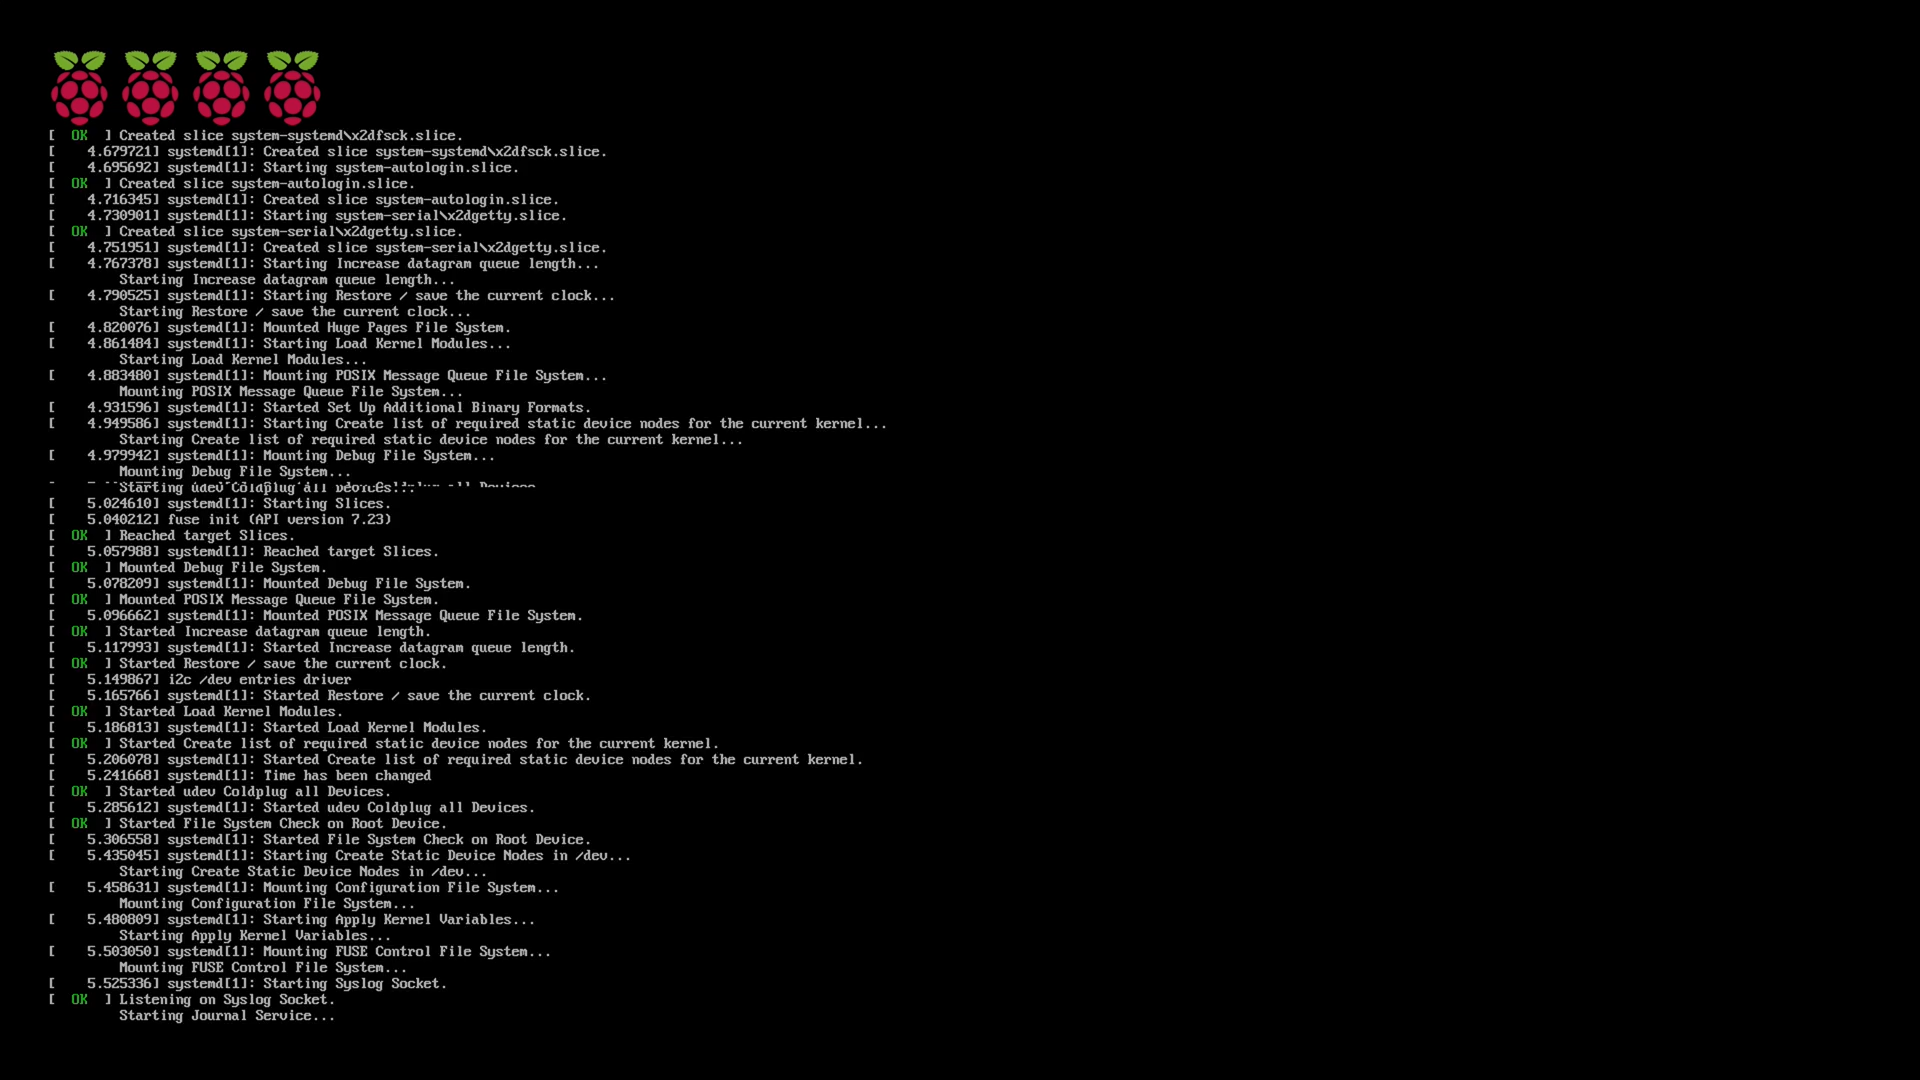 [  OK  ] Created slice system-systemd\x2dfsck.slice.
[    4.679721] systemd[1]: Created slice system-systemd\x2dfsck.slice.
[    4.695692] systemd[1]: Starting system-autologin.slice.
[  OK  ] Created slice system-autologin.slice.
[    4.716345] systemd[1]: Created slice system-autologin.slice.
[    4.730901] systemd[1]: Starting system-serial\x2dgetty.slice.
[  OK  ] Created slice system-serial\x2dgetty.slice.
[    4.751951] systemd[1]: Created slice system-serial\x2dgetty.slice.
[    4.767378] systemd[1]: Starting Increase datagram queue length...
         Starting Increase datagram queue length...
[    4.790525] systemd[1]: Starting Restore / save the current clock...
         Starting Restore / save the current clock...
[    4.820076] systemd[1]: Mounted Huge Pages File System.
[    4.861484] systemd[1]: Starting Load Kernel Modules...
         Starting Load Kernel Modules...
[    4.883480] systemd[1]: Mounting POSIX Message Queue File System...
         Mounting POSIX Message Queue File System...
[    4.931596] systemd[1]: Started Set Up Additional Binary Formats.
[    4.949586] systemd[1]: Starting Create list of required static device nodes for the current kernel...
         Starting Create list of required static device nodes for the current kernel...
[    4.979942] systemd[1]: Mounting Debug File System...
         Mounting Debug File System...
         Starting udev Coldplug all Devices...
[    5.024610] systemd[1]: Starting Slices.
[    5.040212] fuse init (API version 7.23)
[  OK  ] Reached target Slices.
[    5.057988] systemd[1]: Reached target Slices.
[  OK  ] Mounted Debug File System.
[    5.078209] systemd[1]: Mounted Debug File System.
[  OK  ] Mounted POSIX Message Queue File System.
[    5.096662] systemd[1]: Mounted POSIX Message Queue File System.
[  OK  ] Started Increase datagram queue length.
[    5.117993] systemd[1]: Started Increase datagram queue length.
[  OK  ] Started Restore / save the current clock.
[    5.149867] i2c /dev entries driver
[    5.165766] systemd[1]: Started Restore / save the current clock.
[  OK  ] Started Load Kernel Modules.
[    5.186813] systemd[1]: Started Load Kernel Modules.
[  OK  ] Started Create list of required static device nodes for the current kernel.
[    5.206078] systemd[1]: Started Create list of required static device nodes for the current kernel.
[    5.241668] systemd[1]: Time has been changed
[  OK  ] Started udev Coldplug all Devices.
[    5.285612] systemd[1]: Started udev Coldplug all Devices.
[  OK  ] Started File System Check on Root Device.
[    5.306558] systemd[1]: Started File System Check on Root Device.
[    5.435045] systemd[1]: Starting Create Static Device Nodes in /dev...
         Starting Create Static Device Nodes in /dev...
[    5.458631] systemd[1]: Mounting Configuration File System...
         Mounting Configuration File System...
[    5.480809] systemd[1]: Starting Apply Kernel Variables...
         Starting Apply Kernel Variables...
[    5.503050] systemd[1]: Mounting FUSE Control File System...
         Mounting FUSE Control File System...
[    5.525336] systemd[1]: Starting Syslog Socket.
[  OK  ] Listening on Syslog Socket.
         Starting Journal Service...